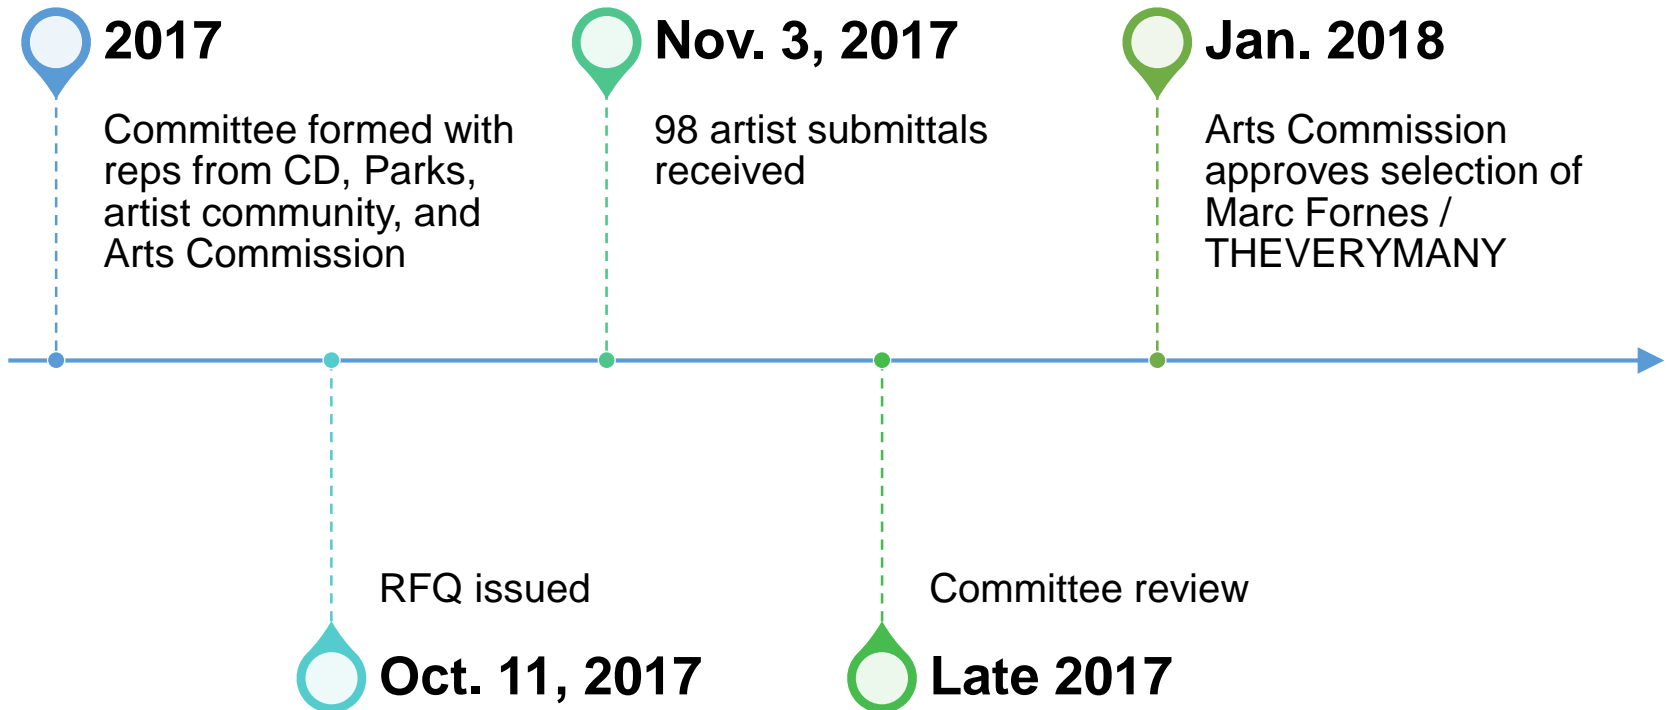 2017
Committee formed with
reps from CD, Parks,
artist community, and
Arts Commission
Nov. 3, 2017
98 artist submittals
received
Jan. 2018
Arts Commission
approves selection of
Marc Fornes /
THEVERYMANY
RFQ issued
Oct. 11, 2017
Committee review
Late 2017